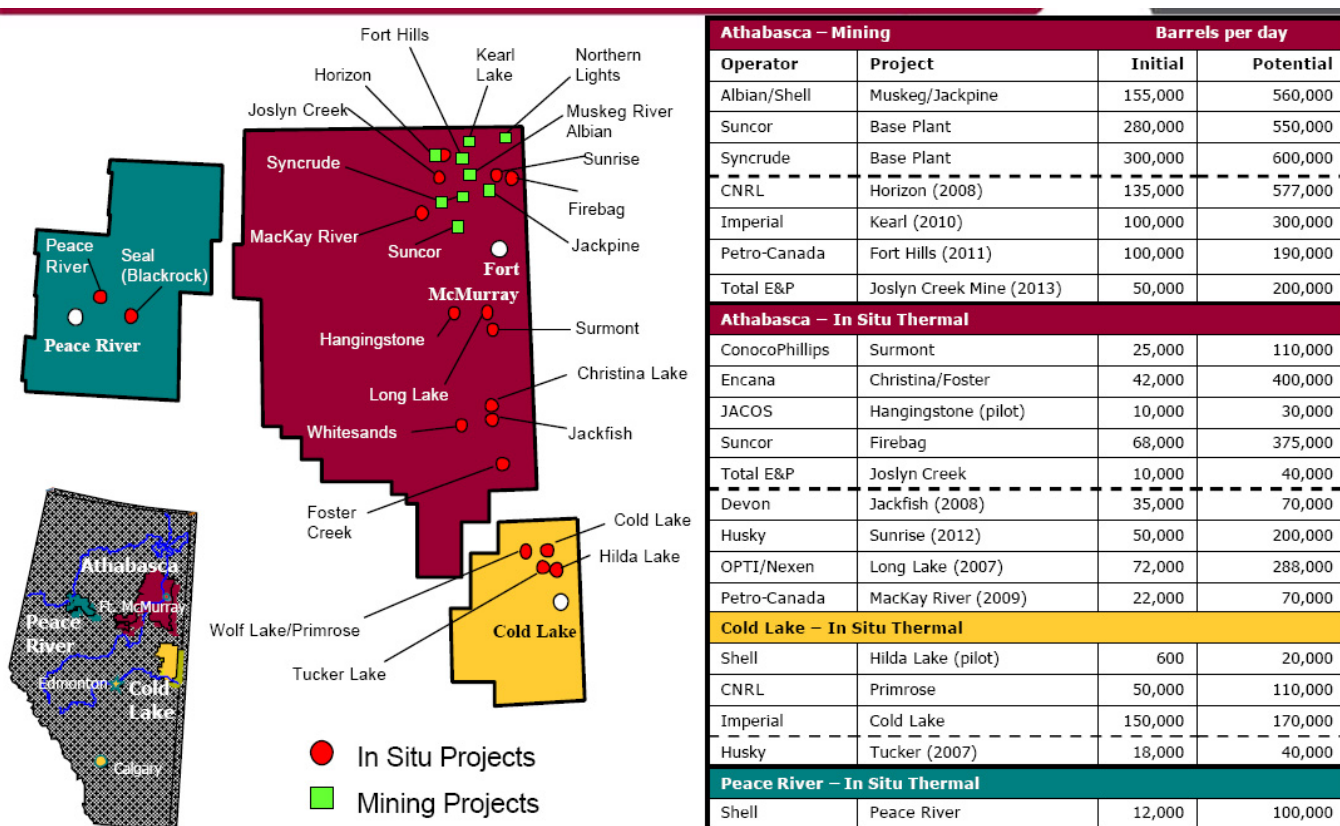 Fort Hills
Kearl
Lake
Northern
Lights
Horizon
Joslyn Creek
Muskeg River
Albian
Syncrude
Sunrise
Firebag
MacKay River
Suncor
Jackpine
Fort
McMurray
Peace
River
Seal
(Blackrock)
Peace River
Hangingstone
Surmont
Long Lake
Christina Lake
Whitesands
Jackfish
Foster
Creek
Cold Lake
Hilda Lake
Wolf Lake/Primrose
Cold Lake
Tucker Lake
Athabasca
Ft. McMurray
Peace
River
Edmonton
Cold
Lake
Calgary
In Situ Projects
Mining Projects
Athabasca – Mining Barrels per day
Operator Project Initial Potential
Albian/Shell Muskeg/Jackpine 155,000 560,000
Suncor Base Plant 280,000 550,000
Syncrude Base Plant 300,000 600,000
CNRL Horizon (2008) 135,000 577,000
Imperial Kearl (2010) 100,000 300,000
Petro-Canada Fort Hills (2011) 100,000 190,000
Total E&P Joslyn Creek Mine (2013) 50,000 200,000
Athabasca – In Situ Thermal
ConocoPhillips Surmont 25,000 110,000
Encana Christina/Foster 42,000 400,000
JACOS Hangingstone (pilot) 10,000 30,000
Suncor Firebag 68,000 375,000
Total E&P Joslyn Creek 10,000 40,000
Devon Jackfish (2008) 35,000 70,000
Husky Sunrise (2012) 50,000 200,000
OPTI/Nexen Long Lake (2007) 72,000 288,000
Petro-Canada MacKay River (2009) 22,000 70,000
Cold Lake – In Situ Thermal
Shell Hilda Lake (pilot) 600 20,000
CNRL Primrose 50,000 110,000
Imperial Cold Lake 150,000 170,000
Husky Tucker (2007) 18,000 40,000
Peace River – In Situ Thermal
Shell Peace River 12,000 100,000